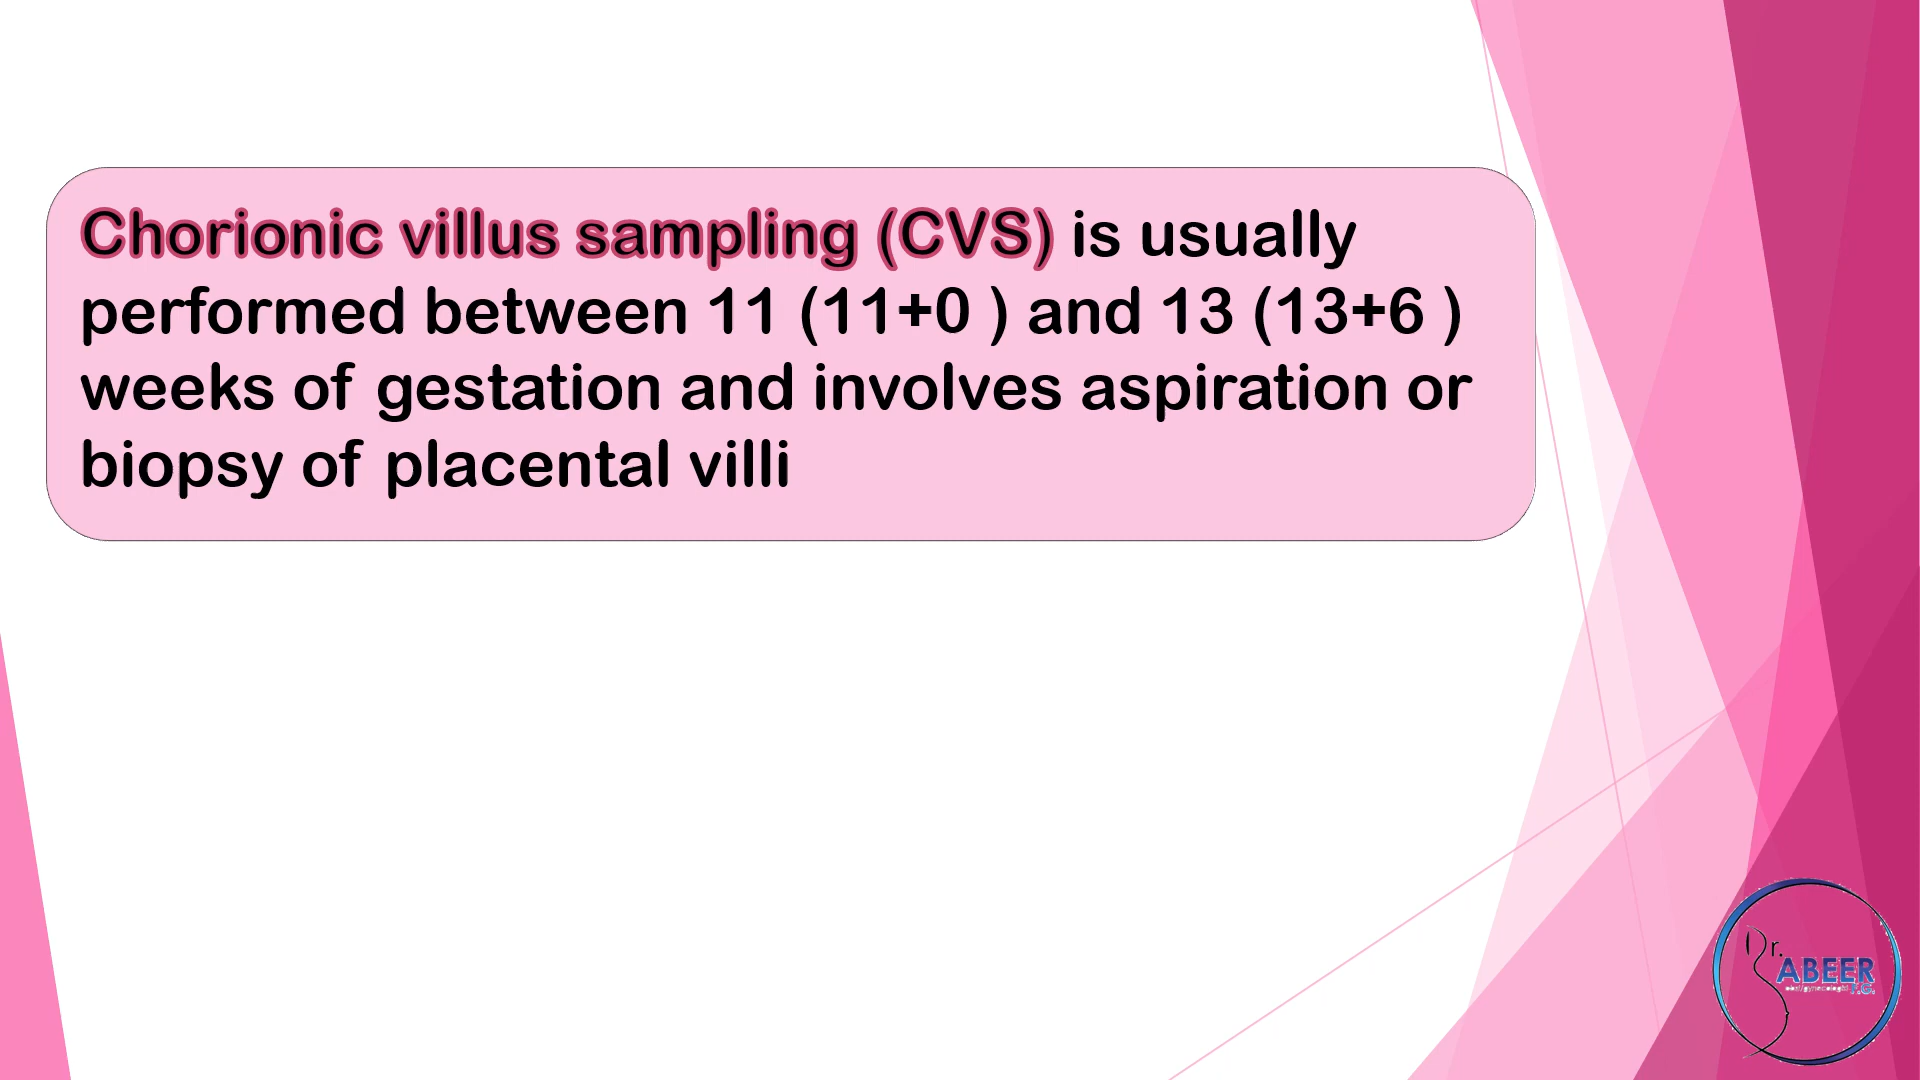 Chorionic villus sampling (CVS) is usually
performed between 11 (11+0 ) and 13 (13+6 )
weeks of gestation and involves aspiration or
biopsy of placental villi
Dr.
ABEER
F.G.